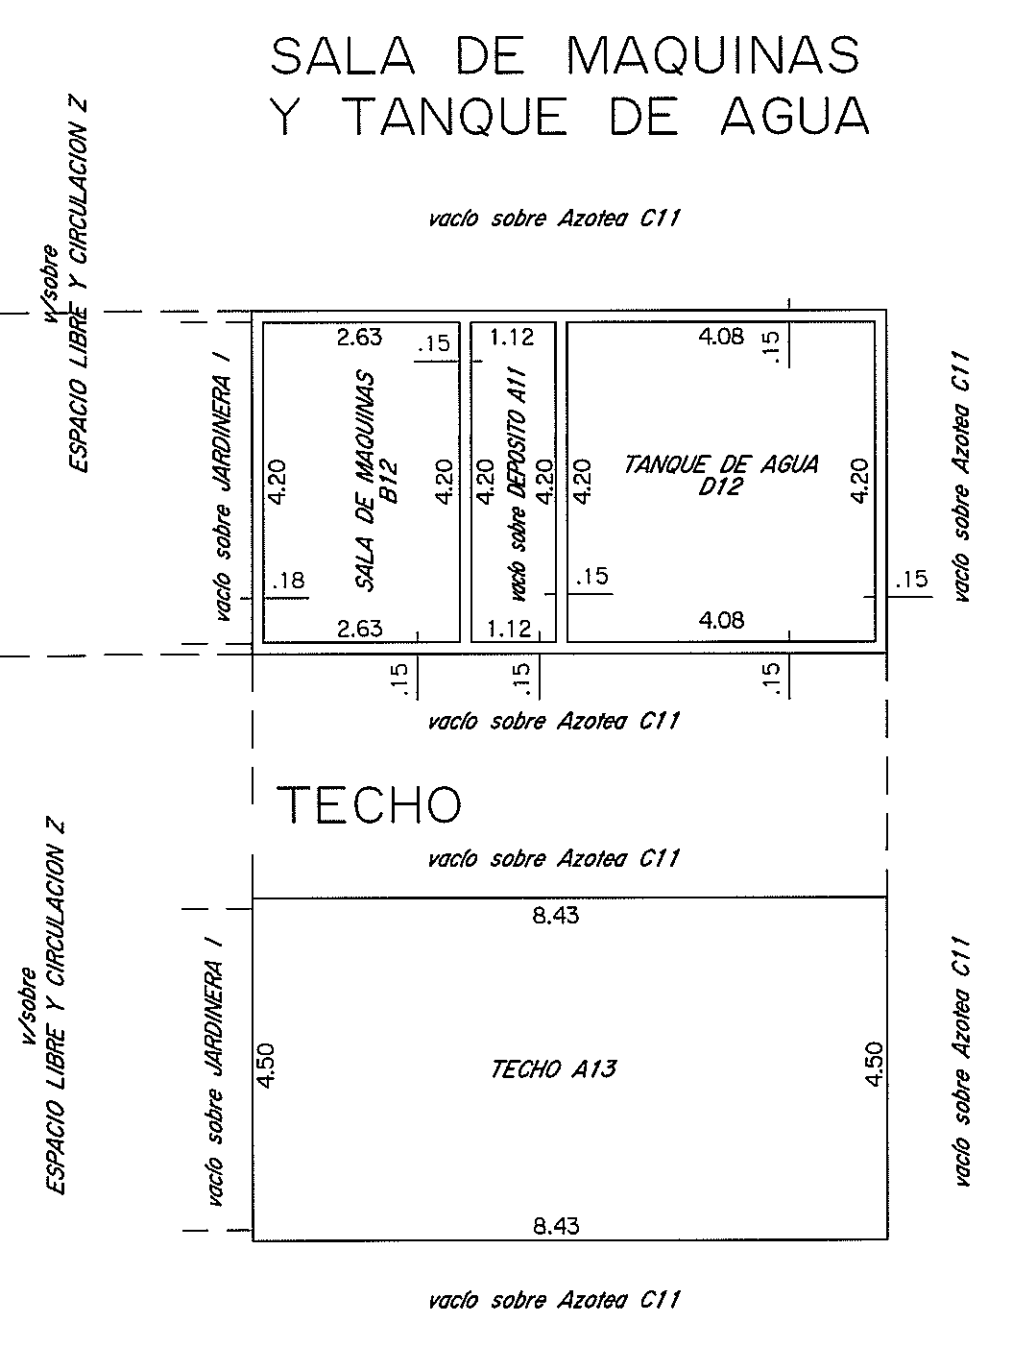 SALA DE MAQUINAS
Y TANQUE DE AGUA
v/sobre
ESPACIO LIBRE Y CIRCULACION Z
vacío sobre Azotea C11
vacío sobre JARDINERA I
2.63
.15
1.12
4.08
.15
4.20
SALA DE MAQUINAS
B12
4.20
4.20
vacío sobre DEPOSITO A11
4.20
4.20
TANQUE DE AGUA
D12
4.20
vacío sobre Azotea C11
.18
.15
.15
2.63
1.12
4.08
.15
.15
.15
vacío sobre Azotea C11
TECHO
vacío sobre Azotea C11
v/sobre
ESPACIO LIBRE Y CIRCULACION Z
vacío sobre JARDINERA I
8.43
4.50
TECHO A13
4.50
vacío sobre Azotea C11
8.43
vacío sobre Azotea C11